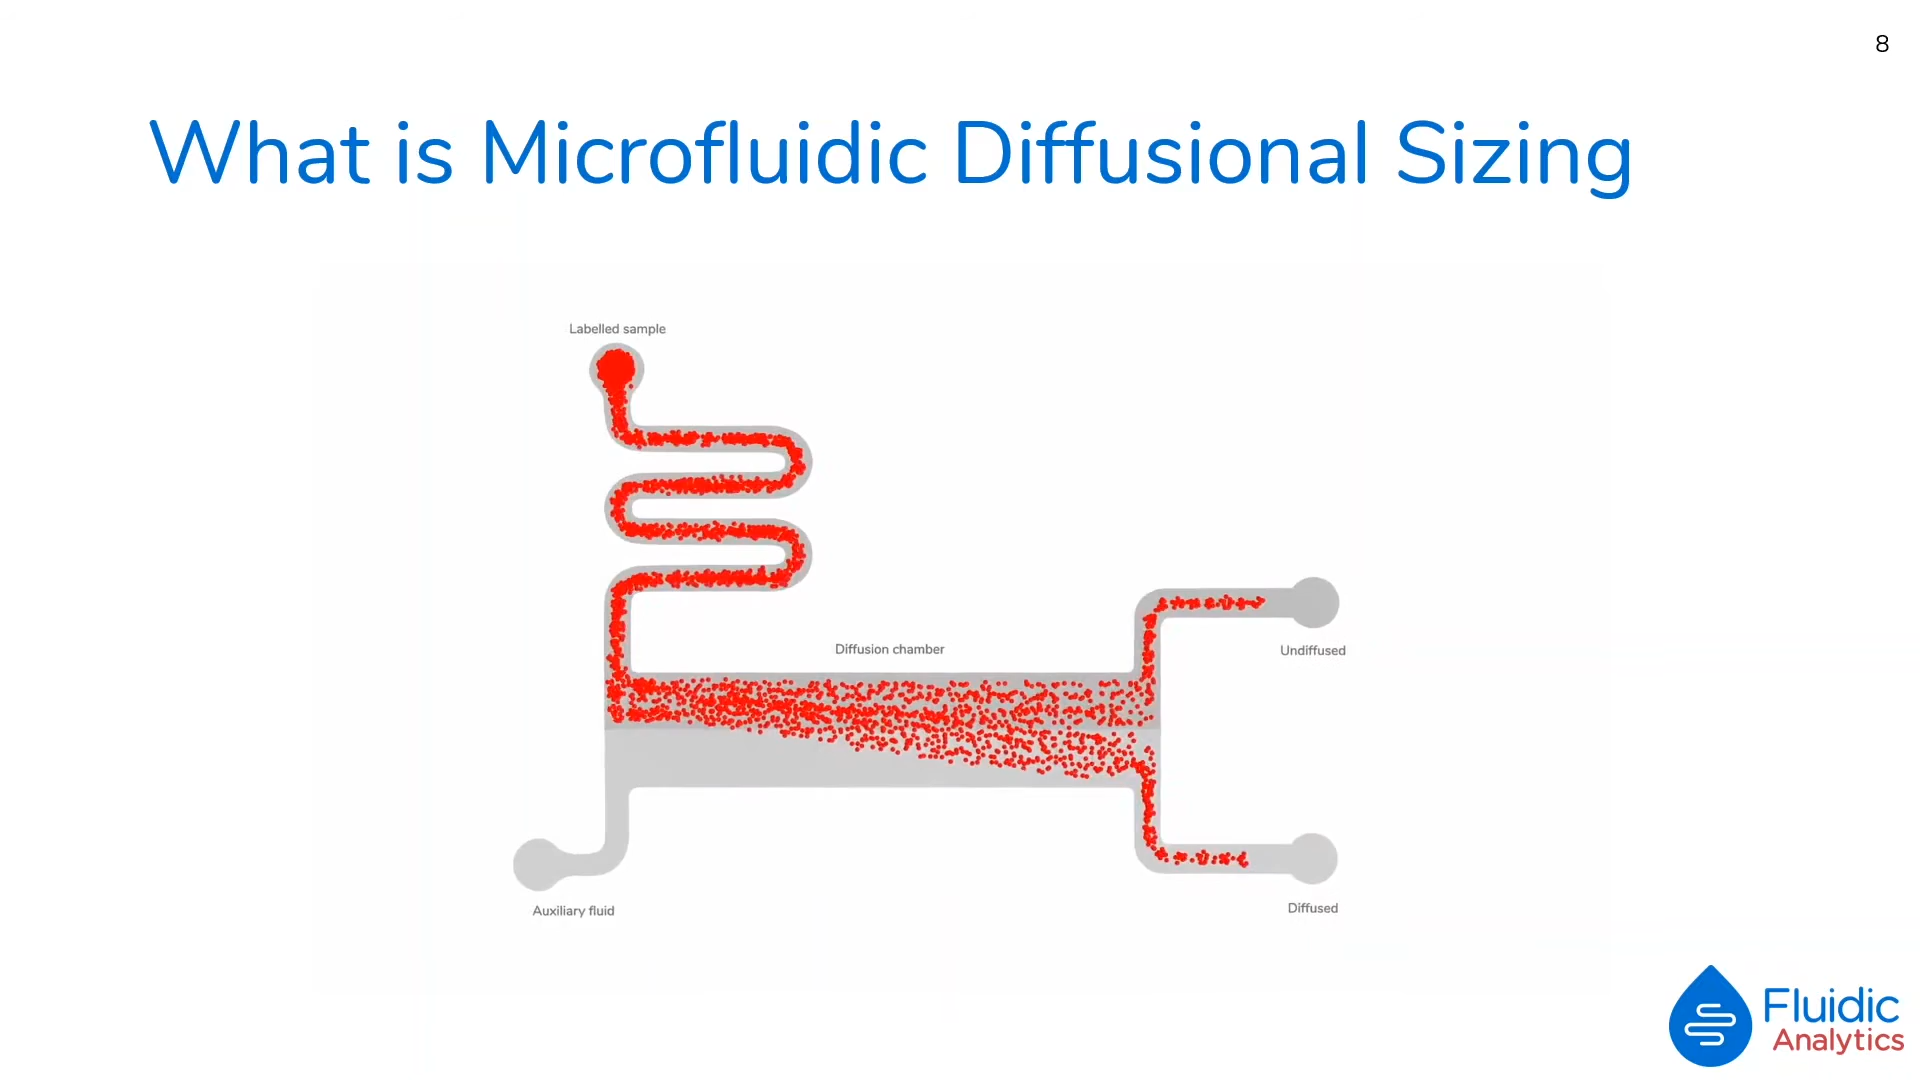 8
What is Microfluidic Diffusional Sizing
Labelled sample
Diffusion chamber
Undiffused
Auxiliary fluid
Diffused
Fluidic
Analytics